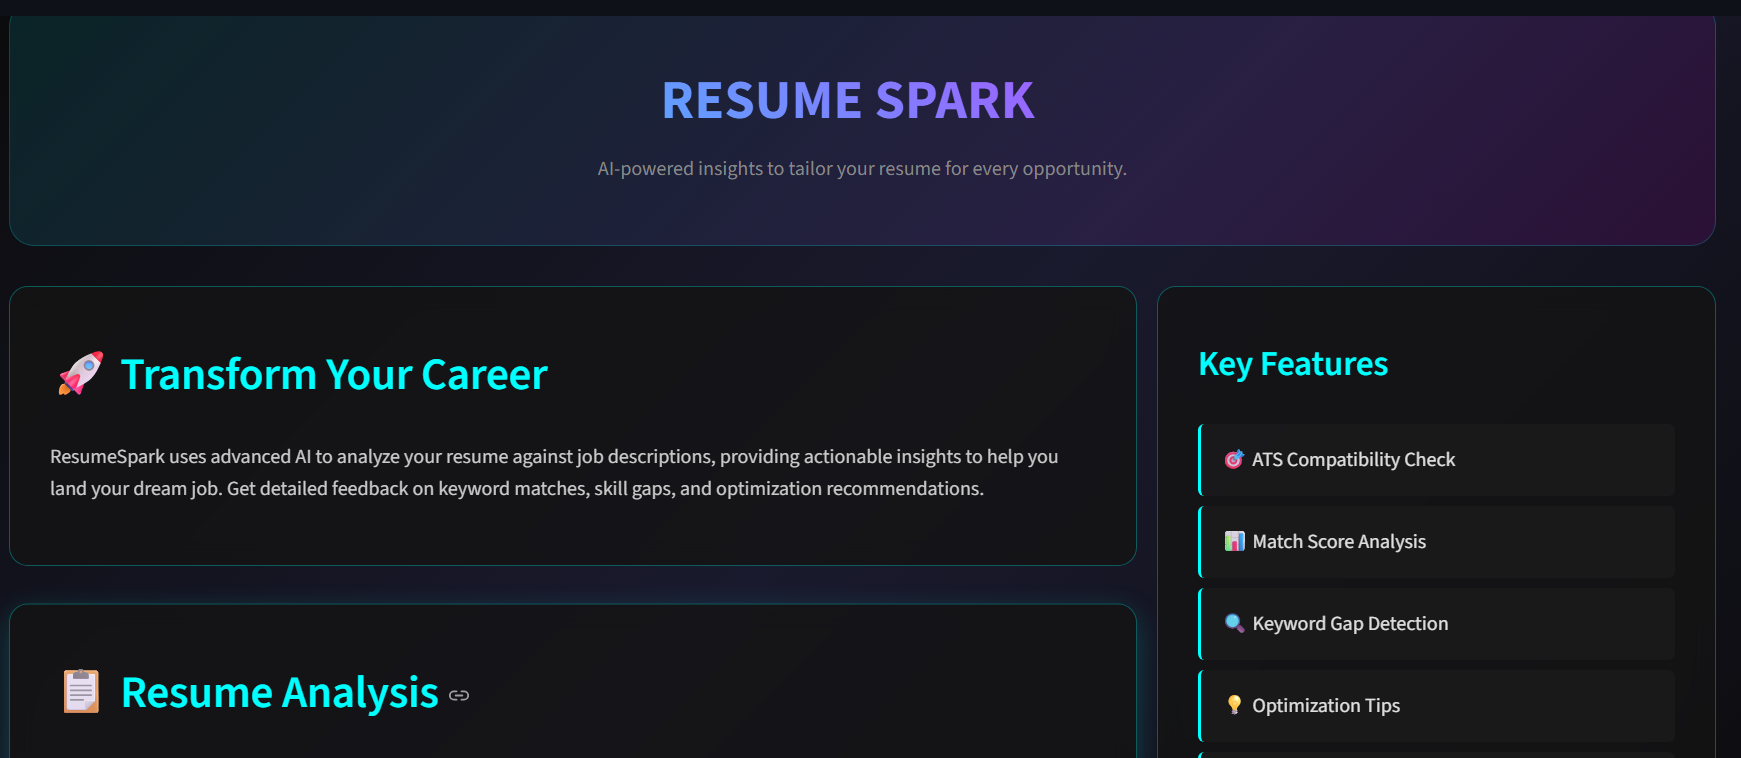 RESUME SPARK
AI-powered insights to tailor your resume for every opportunity.
Transform Your Career
ResumeSpark uses advanced AI to analyze your resume against job descriptions, providing actionable insights to help you
land your dream job. Get detailed feedback on keyword matches, skill gaps, and optimization recommendations.
Resume Analysis
Key Features
ATS Compatibility Check
Match Score Analysis
Keyword Gap Detection
Optimization Tips